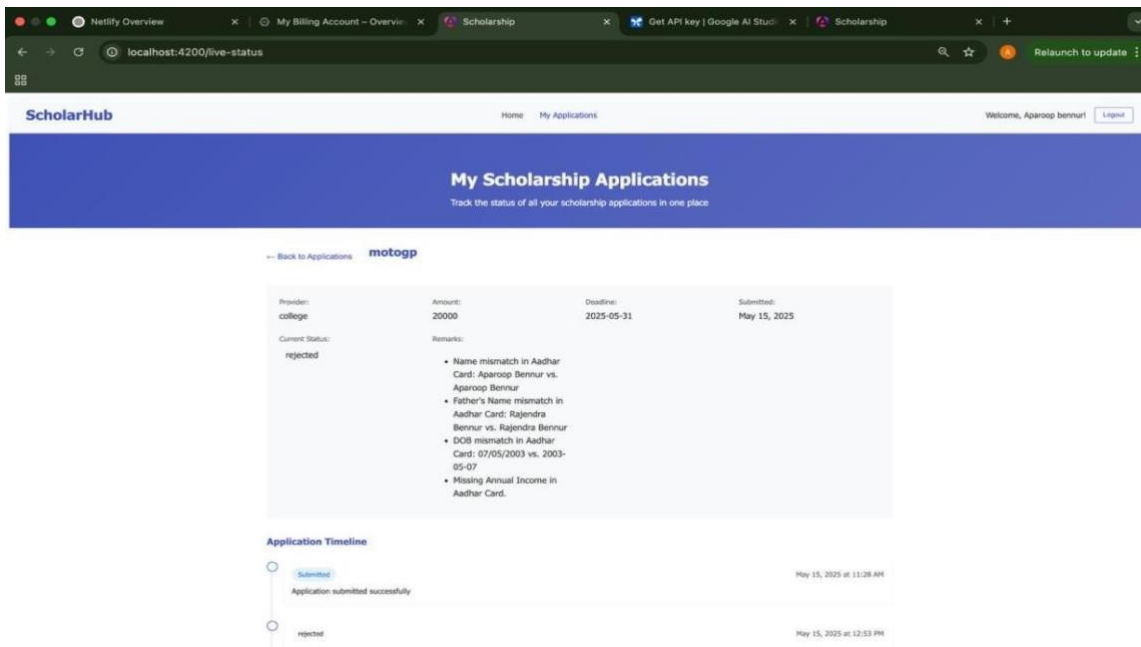 Netlify Overview
My Billing Account – Overvie
Scholarship
Get API key | Google AI Studi
Scholarship
localhost:4200/live-status
A
Relaunch to update
ScholarHub
Home
My Applications
Welcome, Aparoop bennur!
Logout
My Scholarship Applications
Track the status of all your scholarship applications in one place
← Back to Applications
motogp
Provider:
college
Amount:
20000
Deadline:
2025-05-31
Submitted:
May 15, 2025
Current Status:
rejected
Remarks:
• Name mismatch in Aadhar
Card: Aparoop Bennur vs.
Aparoop Bennur
• Father's Name mismatch in
Aadhar Card: Rajendra
Bennur vs. Rajendra Bennur
• DOB mismatch in Aadhar
Card: 07/05/2003 vs. 2003-
05-07
• Missing Annual Income in
Aadhar Card.
Application Timeline
Submitted
May 15, 2025 at 11:28 AM
Application submitted successfully
rejected
May 15, 2025 at 12:53 PM